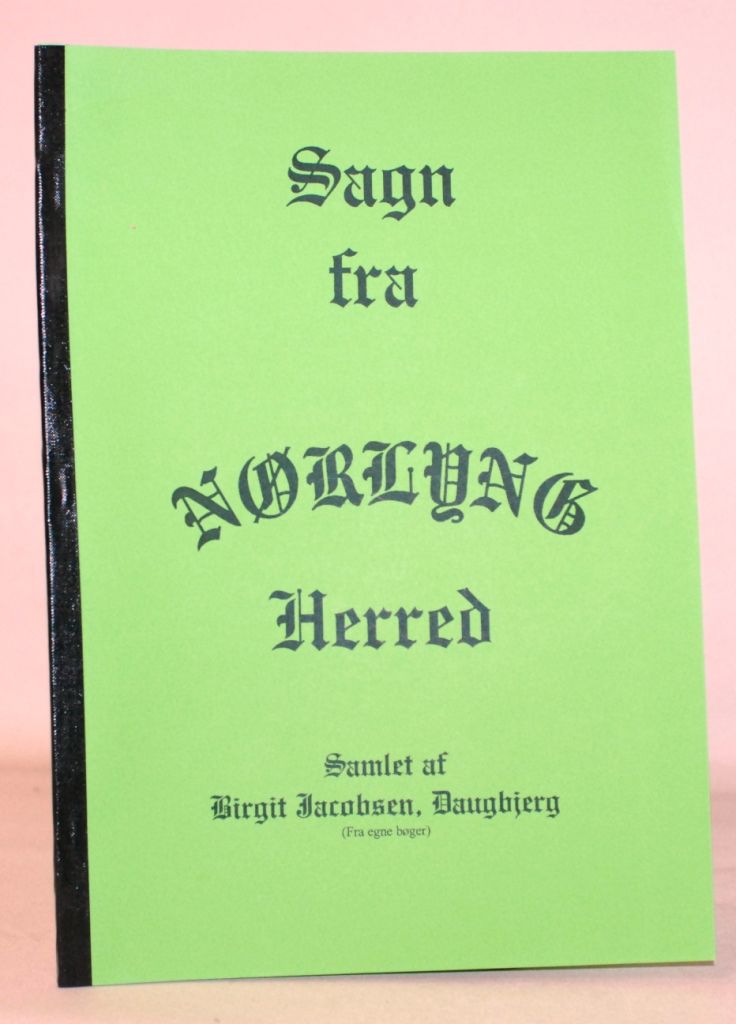 Sagn
fra
NØRLYNG
Herred
Samlet af
Birgit Jacobsen, Daugbjerg
(Fra egne bøger)